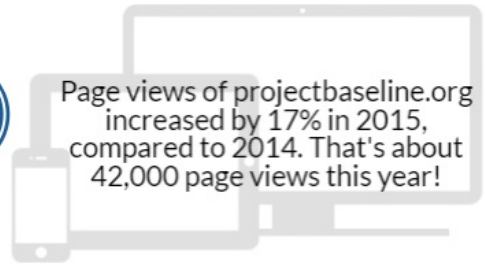 Page views of projectbaseline.org
increased by 17% in 2015,
compared to 2014. That's about
42,000 page views this year!